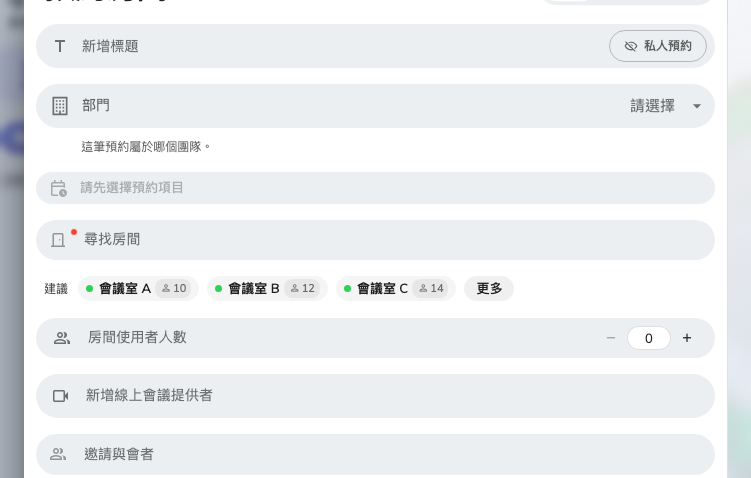 新增標題
私人預約
部門
請選擇
這筆預約屬於哪個團隊。
請先選擇預約項目
尋找房間
建議 會議室 A 10 會議室 B 12 會議室 C 14 更多
房間使用者人數
0
新增線上會議提供者
邀請與會者